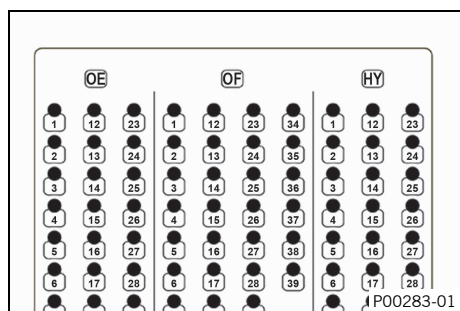 OE OF HY
1 12 23 1 12 23 34 1 12 23
2 13 24 2 13 24 35 2 13 24
3 14 25 3 14 25 36 3 14 25
4 15 26 4 15 26 37 4 15 26
5 16 27 5 16 27 38 5 16 27
6 17 28 6 17 28 39 6 17 28
P00283-01